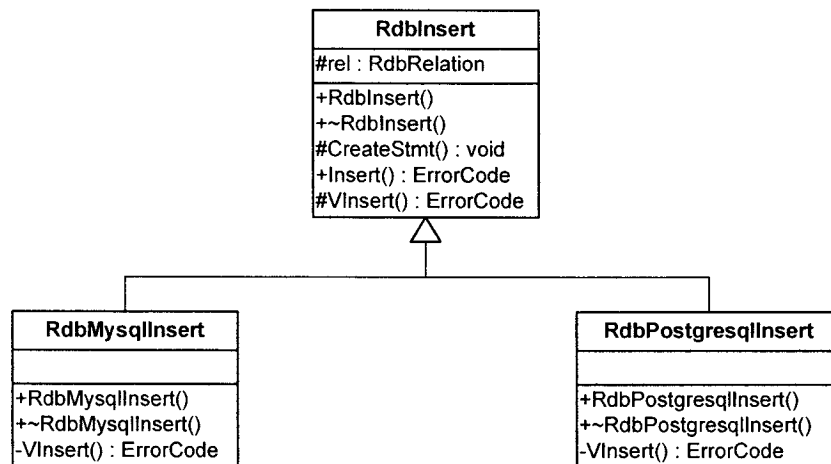 RdbInsert
#rel : RdbRelation
+RdbInsert()
+~RdbInsert()
#CreateStmt() : void
+Insert() : ErrorCode
#VInsert() : ErrorCode
RdbMysqlInsert
+RdbMysqlInsert()
+~RdbMysqlInsert()
-VInsert() : ErrorCode
RdbPostgresqlInsert
+RdbPostgresqlInsert()
+~RdbPostgresqlInsert()
-VInsert() : ErrorCode